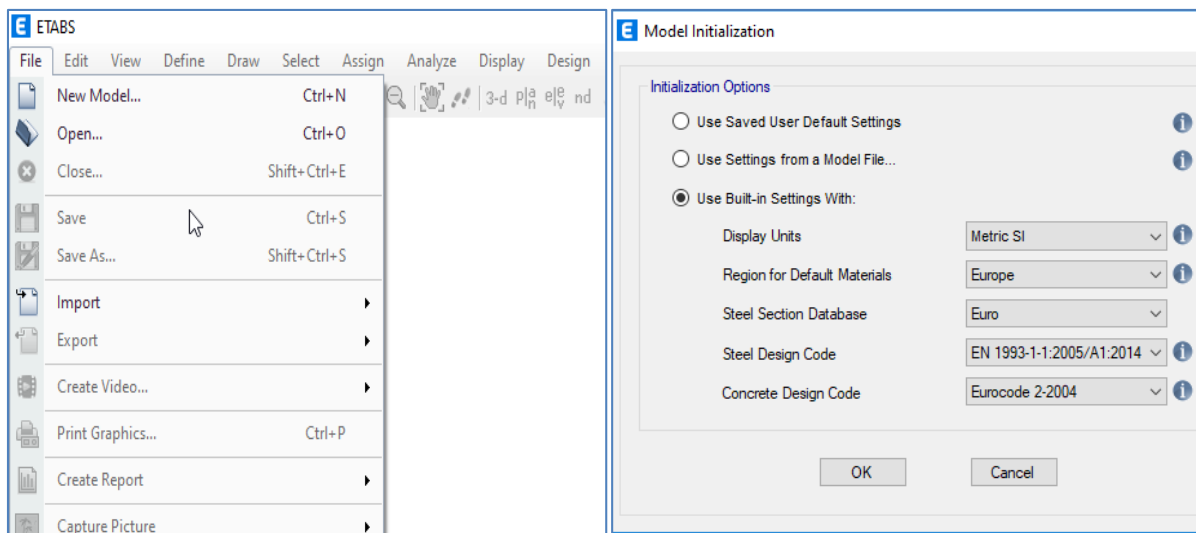 ETABS
File Edit View Define Draw Select Assign Analyze Display Design
New Model... Ctrl+N
3-d pla n ele v nd
Open... Ctrl+O
Close... Shift+Ctrl+E
Save Ctrl+S
Save As... Shift+Ctrl+S
Import
Export
Create Video...
Print Graphics... Ctrl+P
Create Report
Capture Picture
Model Initialization
Initialization Options
Use Saved User Default Settings
Use Settings from a Model File...
Use Built-in Settings With:
Display Units Metric SI
Region for Default Materials Europe
Steel Section Database Euro
Steel Design Code EN 1993-1-1:2005/A1:2014
Concrete Design Code Eurocode 2-2004
OK Cancel